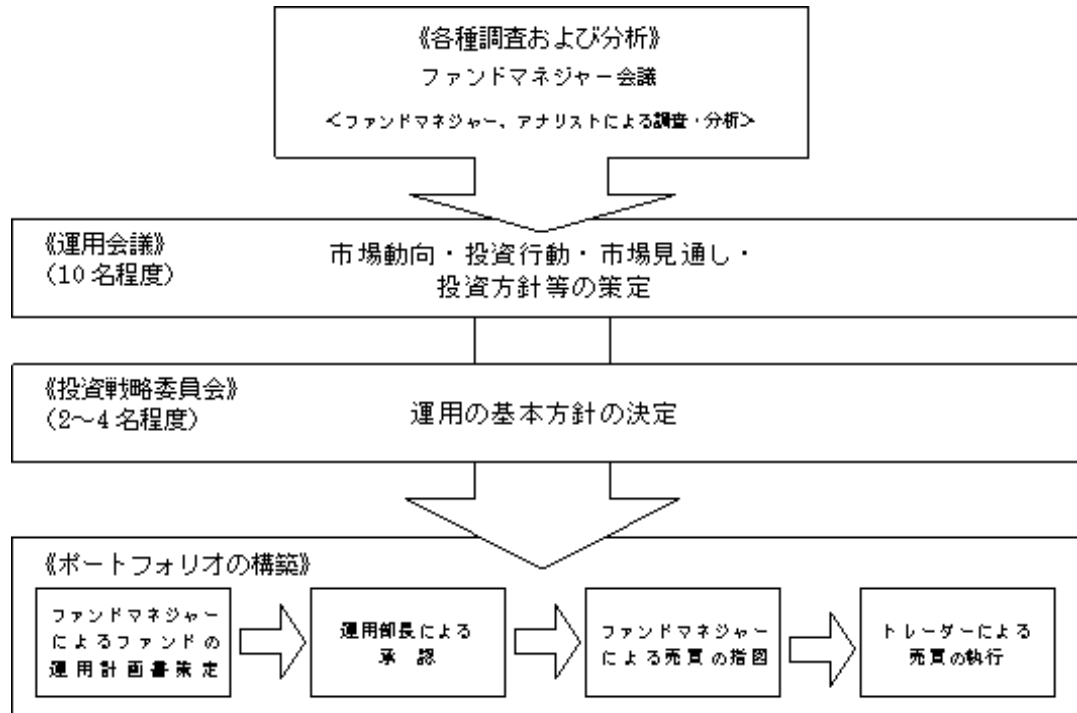 《各種調査および分析》
ファンドマネジャー会議
＜ファンドマネジャー、アナリストによる調査・分析＞
《運用会議》
（10 名程度）
市場動向・投資行動・市場見通し・
投資方針等の策定
《投資戦略委員会》
（2～4 名程度）
運用の基本方針の決定
《ポートフォリオの構築》
ファンドマネジャー
によるファンドの
運用計画書策定
運用部長による
承認
ファンドマネジャー
による売買の指図
トレーダーによる
売買の執行